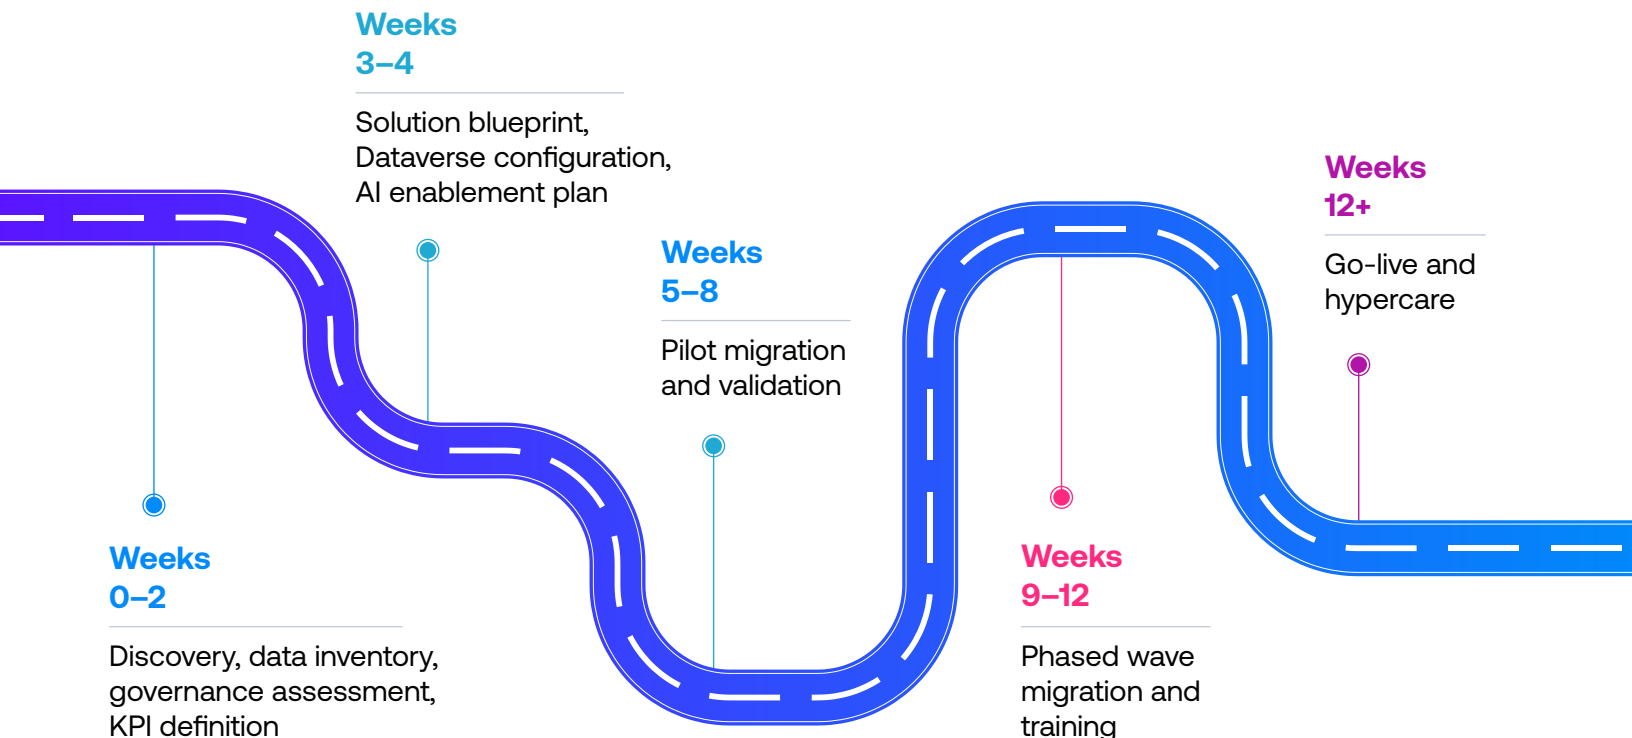 Weeks
0–2
Discovery, data inventory,
governance assessment,
KPI definition
Weeks
3–4
Solution blueprint,
Dataverse configuration,
AI enablement plan
Weeks
5–8
Pilot migration
and validation
Weeks
9–12
Phased wave
migration and
training
Weeks
12+
Go-live and
hypercare